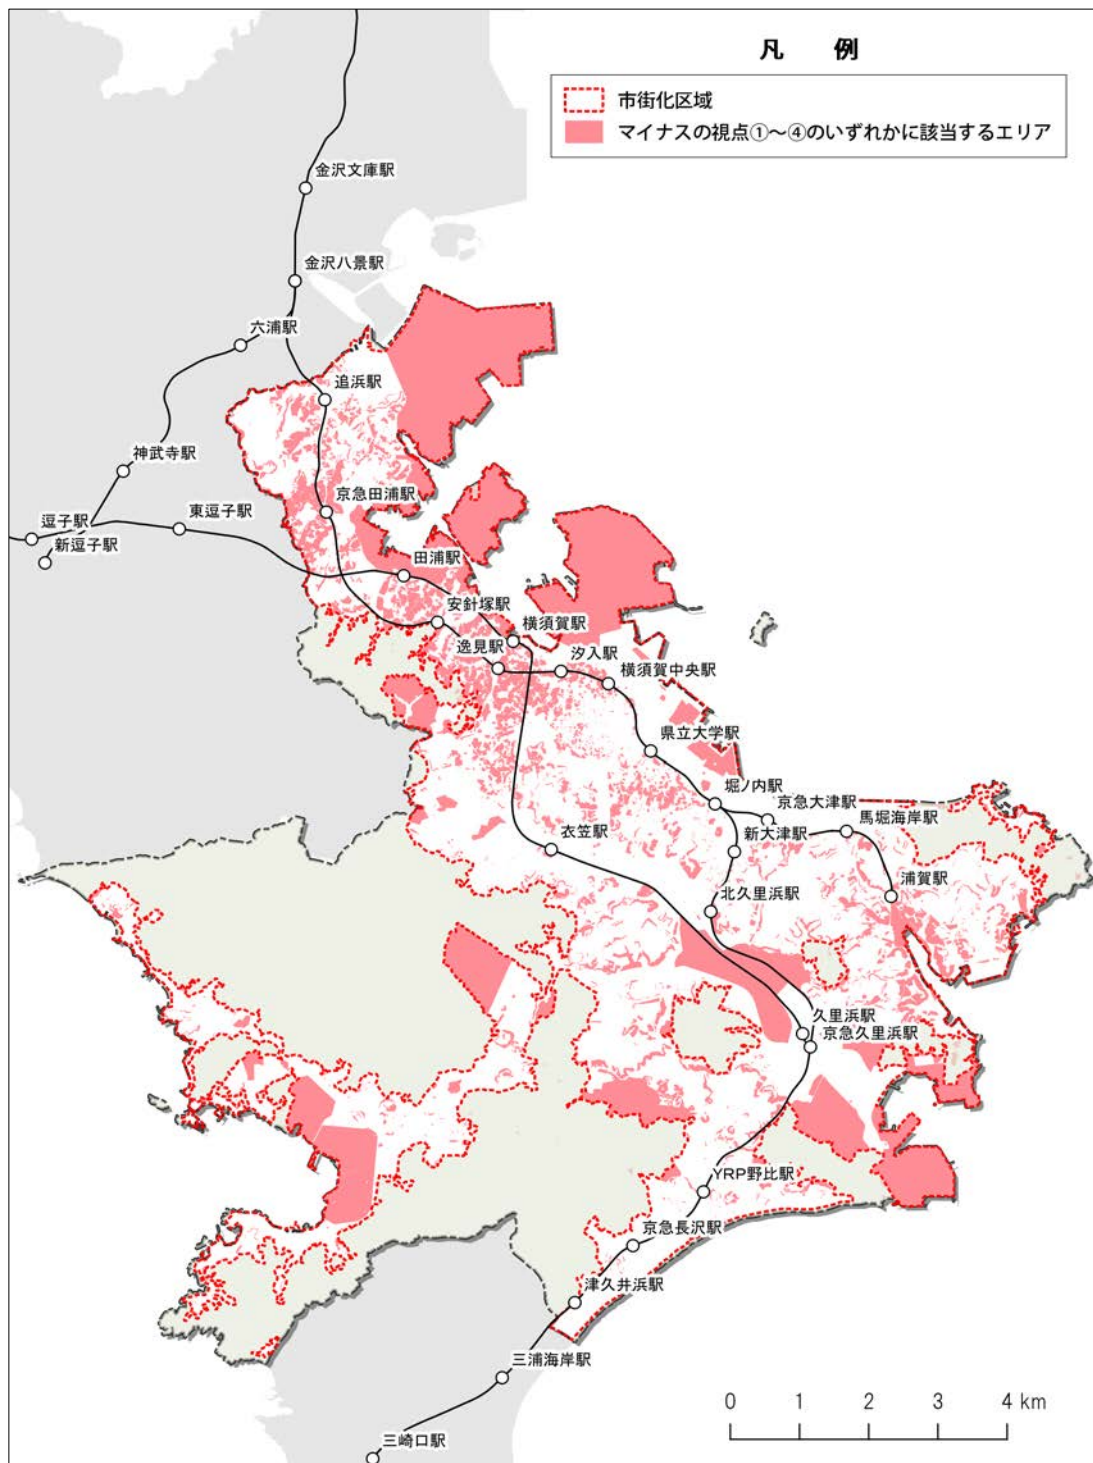 凡 例
市街化区域
マイナスの視点①～④のいずれかに該当するエリア
金沢文庫駅
金沢八景駅
六浦駅
追浜駅
神武寺駅
京急田浦駅
東逗子駅
逗子駅
新逗子駅
田浦駅
安針塚駅
横須賀駅
逸見駅
汐入駅
横須賀中央駅
県立大学駅
堀ノ内駅
京急大津駅
馬堀海岸駅
新大津駅
衣笠駅
浦賀駅
北久里浜駅
久里浜駅
京急久里浜駅
YRP野比駅
京急長沢駅
津久井浜駅
三浦海岸駅
三崎口駅
0 1 2 3 4 km